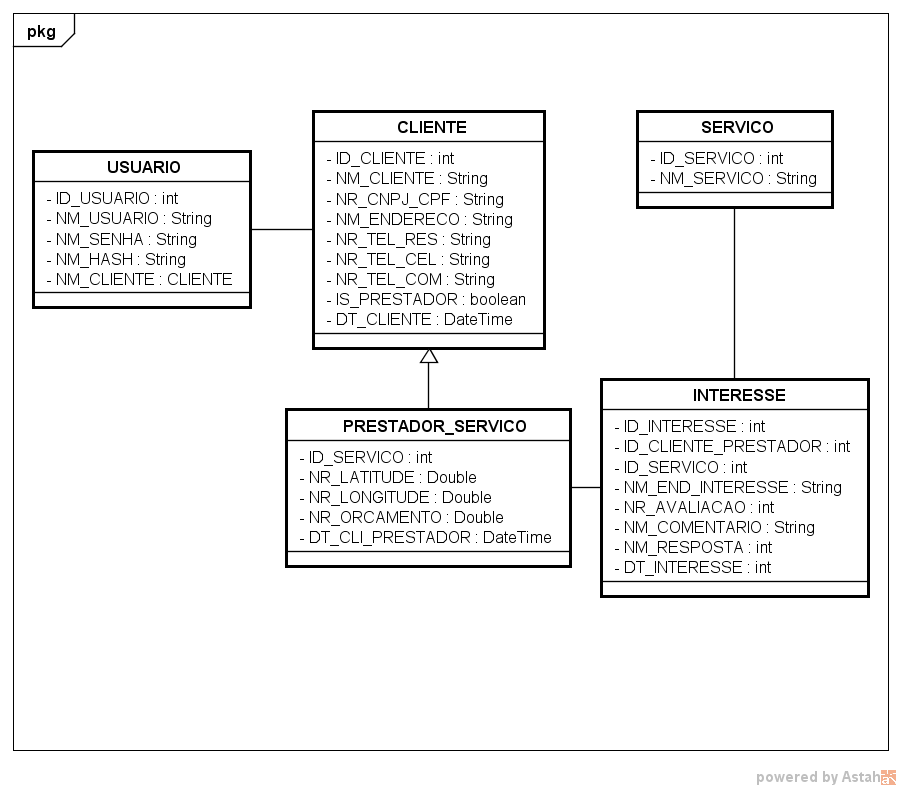 pkg
USUARIO
- ID_USUARIO : int
- NM_USUARIO : String
- NM_SENHA : String
- NM_HASH : String
- NM_CLIENTE : CLIENTE
CLIENTE
- ID_CLIENTE : int
- NM_CLIENTE : String
- NR_CNPJ_CPF : String
- NM_ENDERECO : String
- NR_TEL_RES : String
- NR_TEL_CEL : String
- NR_TEL_COM : String
- IS_PRESTADOR : boolean
- DT_CLIENTE : DateTime
SERVICO
- ID_SERVICO : int
- NM_SERVICO : String
PRESTADOR_SERVICO
- ID_SERVICO : int
- NR_LATITUDE : Double
- NR_LONGITUDE : Double
- NR_ORCAMENTO : Double
- DT_CLI_PRESTADOR : DateTime
INTERESSE
- ID_INTERESSE : int
- ID_CLIENTE_PRESTADOR : int
- ID_SERVICO : int
- NM_END_INTERESSE : String
- NR_AVALIACAO : int
- NM_COMENTARIO : String
- NM_RESPOSTA : int
- DT_INTERESSE : int
powered by Astah